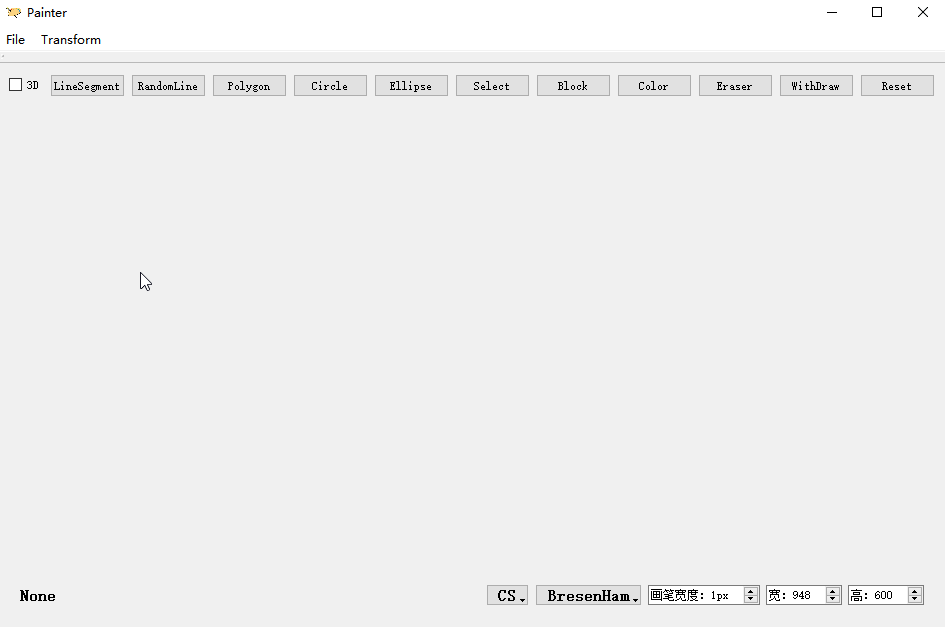 Painter
File Transform
3D LineSegment RandomLine Polygon Circle Ellipse Select Block Color Eraser WithDraw Reset
None CS BresenHam 画笔宽度: 1px 宽: 948 高: 600